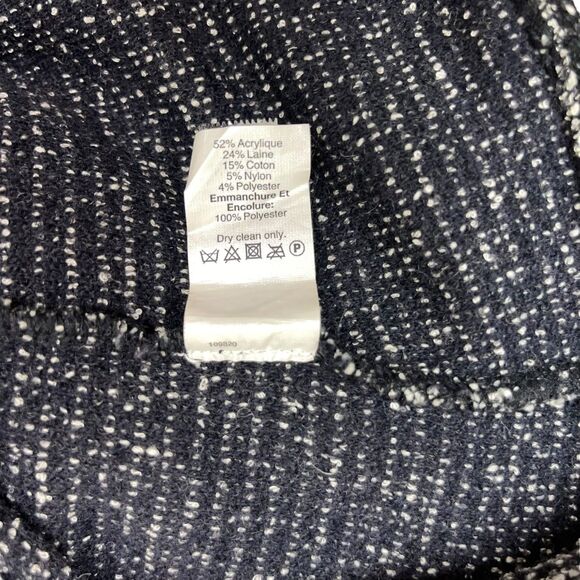 52% Acrylique
24% Laine
15% Coton
5% Nylon
4% Polyester
Emmanchure Et
Encolure:
100% Polyester
Dry clean only.
P
109820